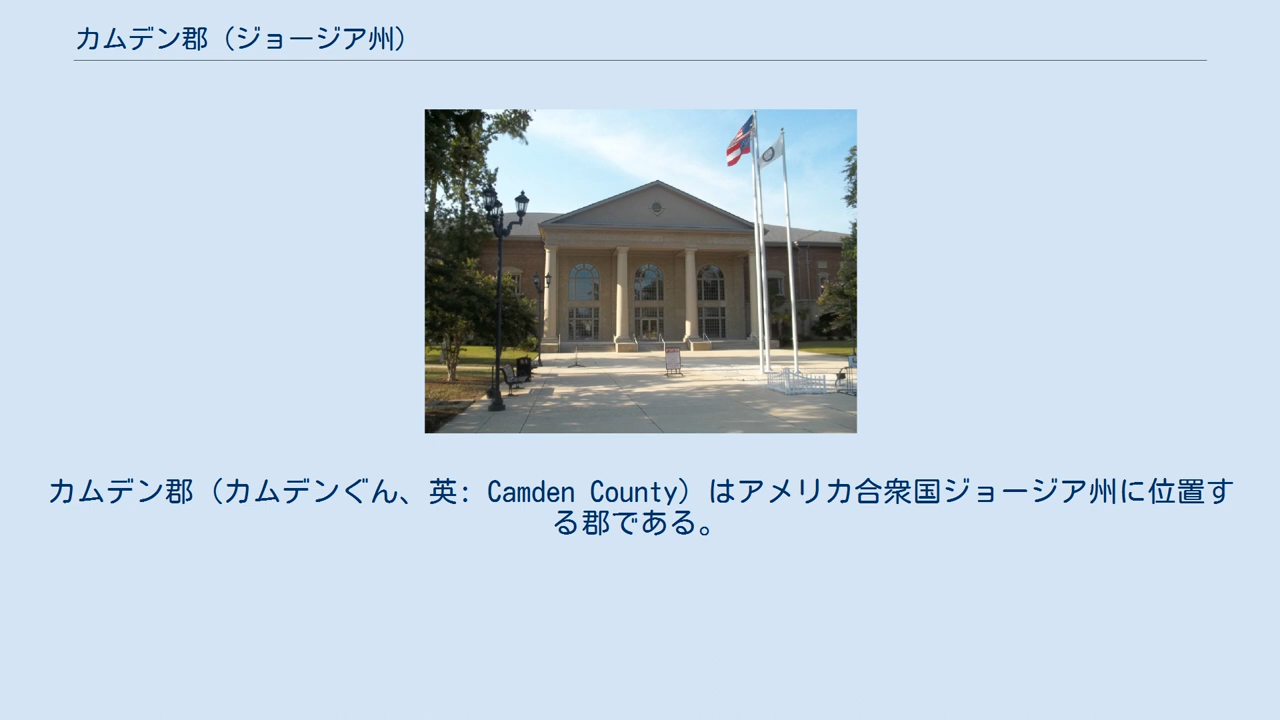 カムデン郡（ジョージア州）
カムデン郡（カムデンぐん、英: Camden County）はアメリカ合衆国ジョージア州に位置す
る郡である。